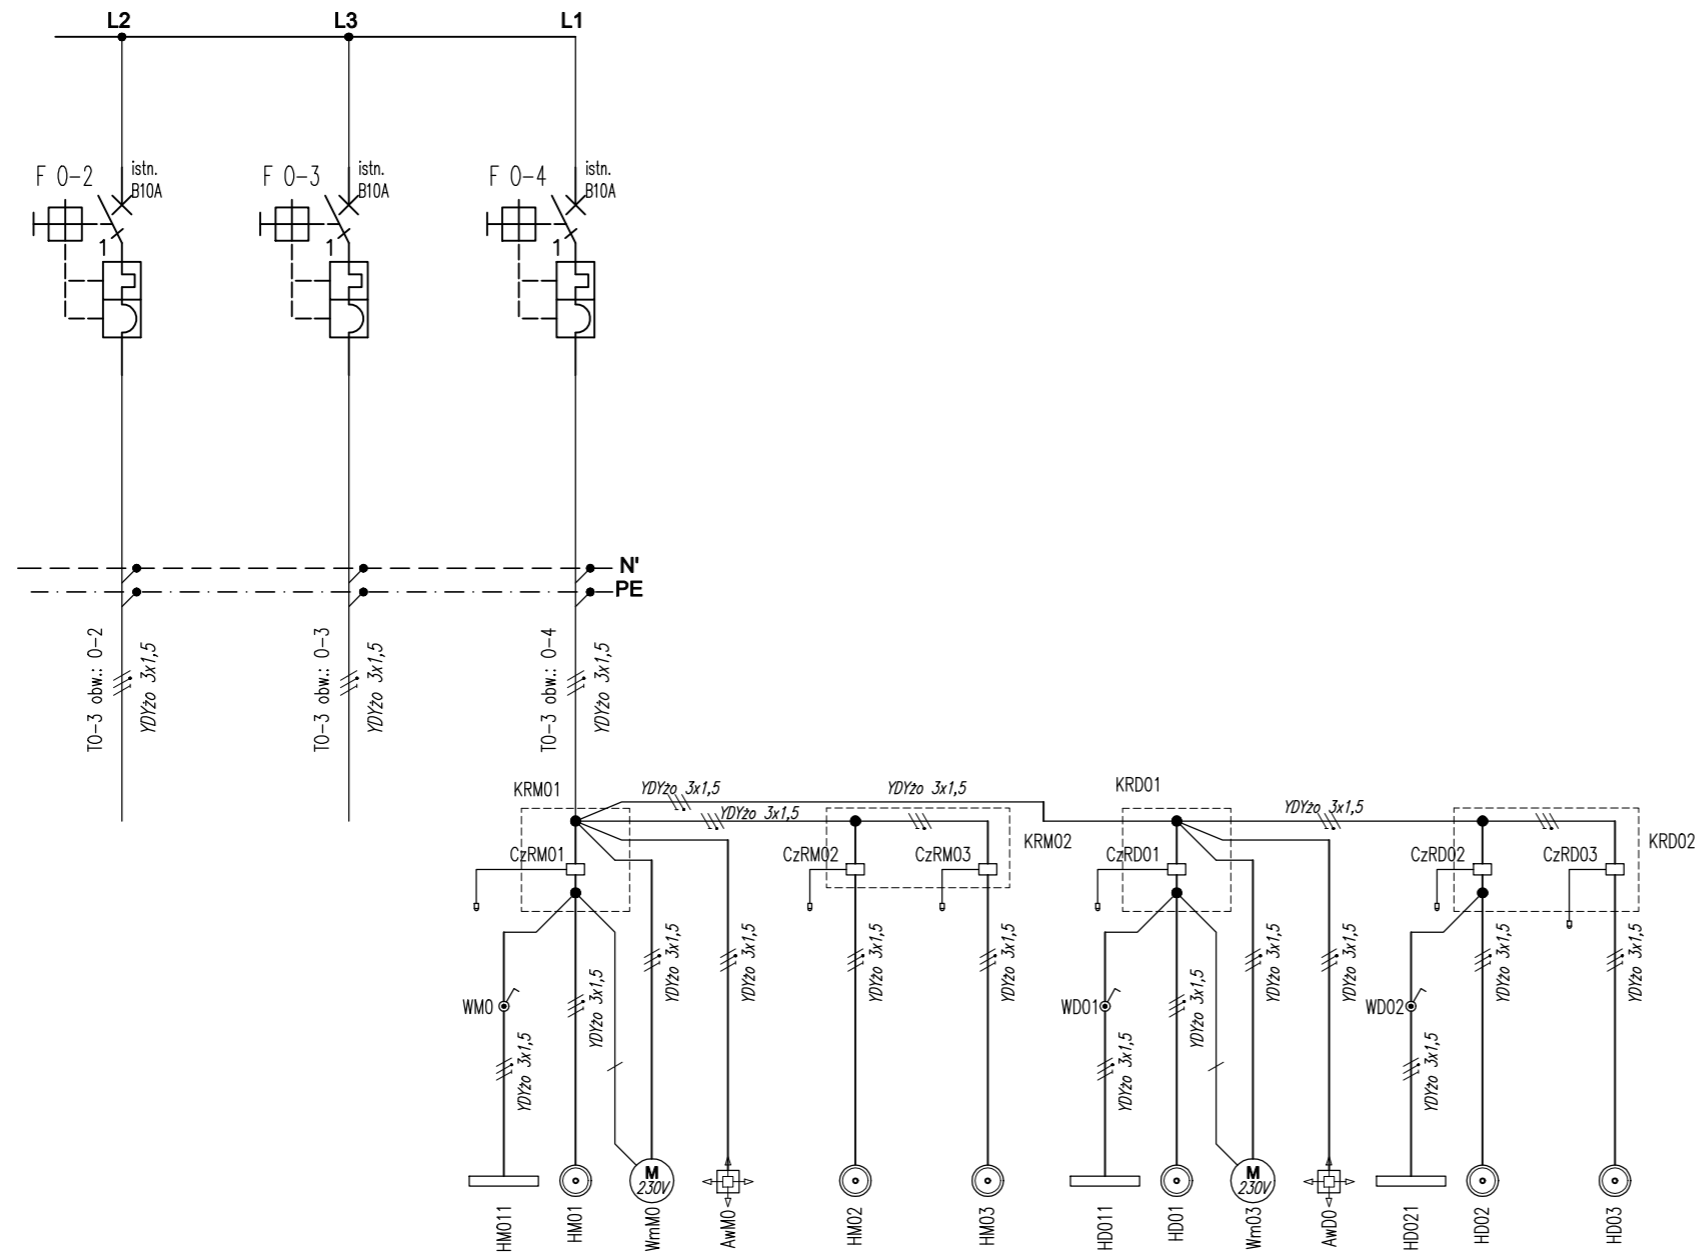 L2
L3
L1
F 0-2
istn.
B10A
F 0-3
istn.
B10A
F 0-4
istn.
B10A
1
1
1
N'
PE
TO-3 obw.: 0-2
YDYżo 3x1,5
TO-3 obw.: 0-3
YDYżo 3x1,5
TO-3 obw.: 0-4
YDYżo 3x1,5
KRM01
YDYżo 3x1,5
YDYżo 3x1,5
KRD01
YDYżo 3x1,5
YDYżo 3x1,5
KRM02
KRD02
CzRM01
CzRM02
CzRM03
CzRD01
CzRD02
CzRD03
YDYżo 3x1,5
YDYżo 3x1,5
YDYżo 3x1,5
YDYżo 3x1,5
YDYżo 3x1,5
YDYżo 3x1,5
YDYżo 3x1,5
YDYżo 3x1,5
YDYżo 3x1,5
YDYżo 3x1,5
WM0
WD01
WD02
YDYżo 3x1,5
YDYżo 3x1,5
YDYżo 3x1,5
M
230V
M
230V
HM011
HM01
WmM0
AwM0
HM02
HM03
HD011
HD01
Wm03
AwD0
HD021
HD02
HD03